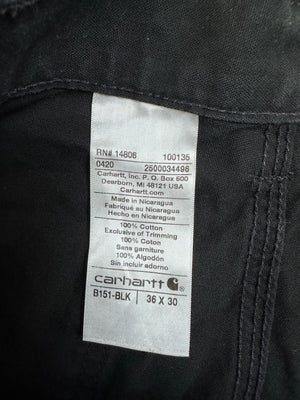 RN# 14806 100135
0420 2500034496
Carhartt, Inc. P.O. Box 600
Dearborn, MI 48121 USA
Carhartt.com
Made in Nicaragua
Fabriqué au Nicaragua
Hecho en Nicaragua
100% Cotton
Exclusive of Trimming
100% Coton
Sans garniture
100% Algodón
Sin incluir adorno
carhartt
B151-BLK 36 X 30